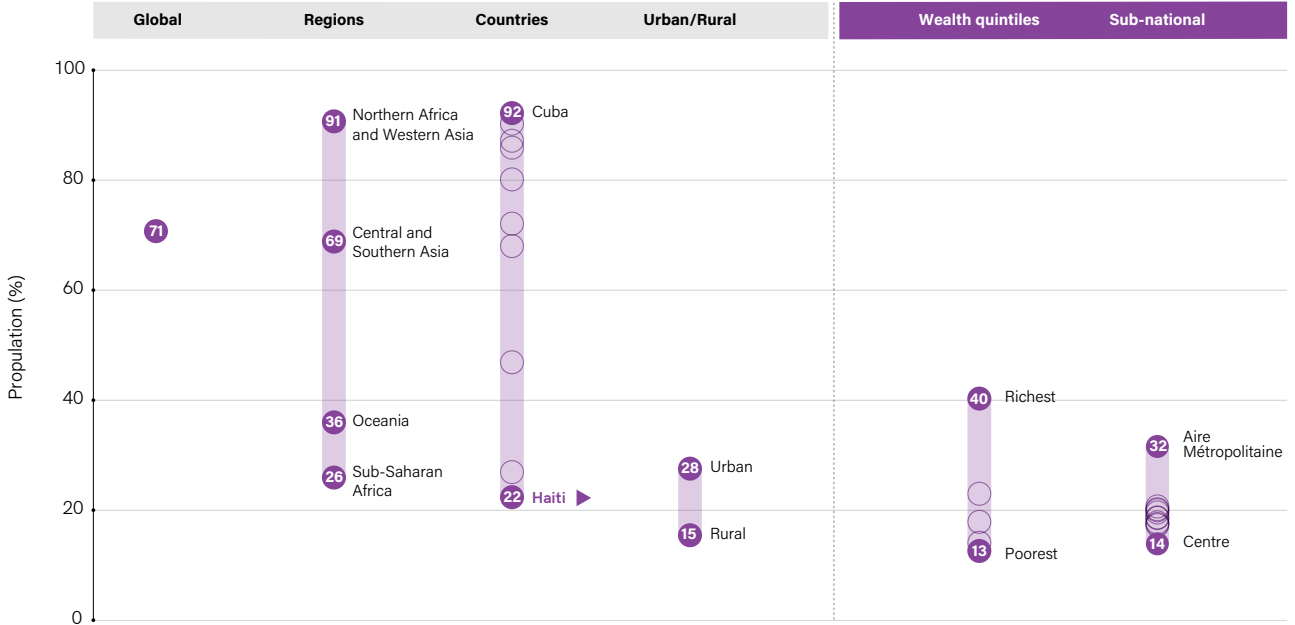 Global
Regions
Countries
Urban/Rural
Wealth quintiles
Sub-national
Propulation (%)
100
80
60
40
20
0
71
91
Northern Africa
and Western Asia
69
Central and
Southern Asia
36
Oceania
26
Sub-Saharan
Africa
92
Cuba
22
Haiti
28
Urban
15
Rural
40
Richest
13
Poorest
32
Aire
Métropolitaine
14
Centre